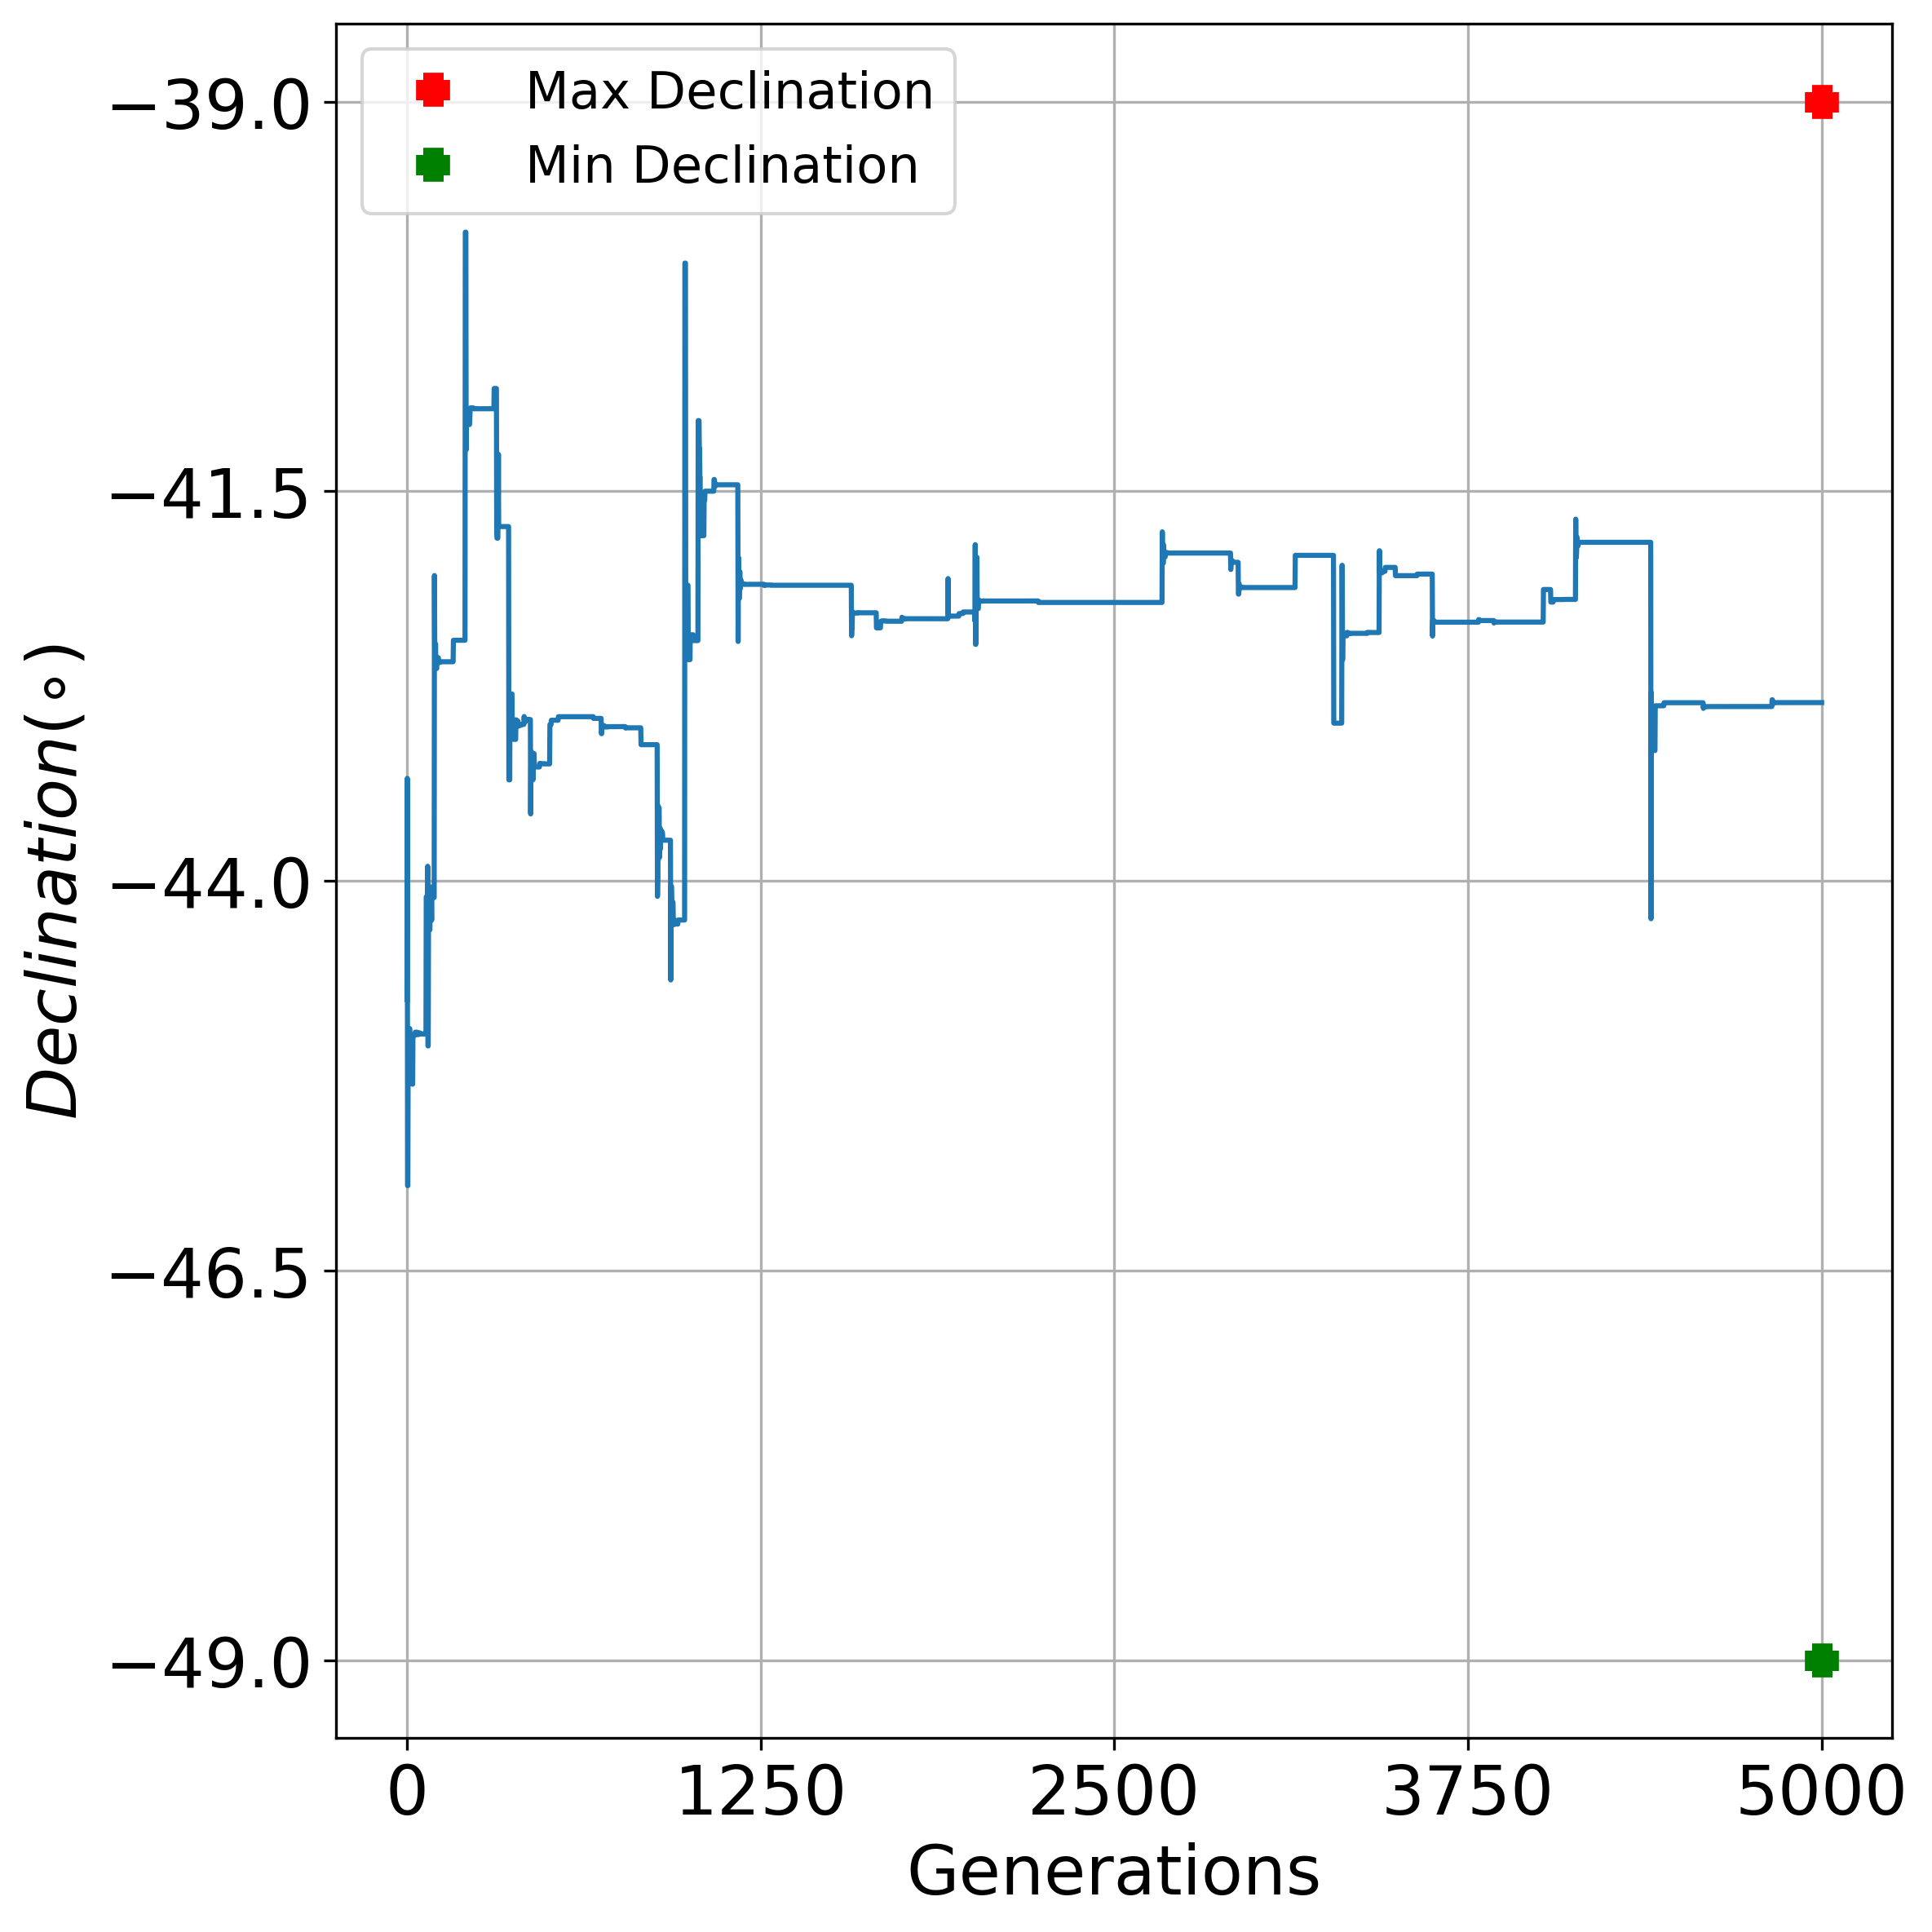 Max Declination
Min Declination
−39.0
−41.5
−44.0
−46.5
−49.0
Declination(∘)
0 1250 2500 3750 5000
Generations